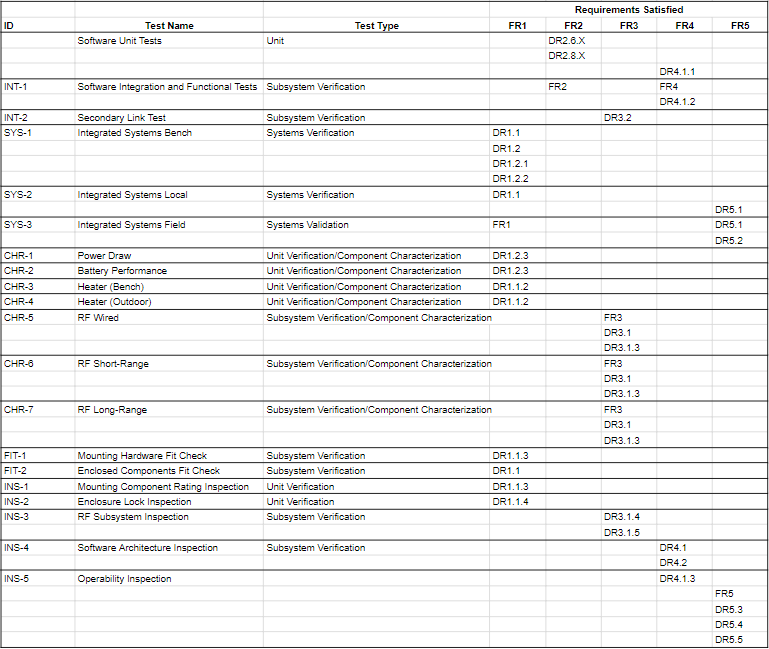 Requirements Satisfied
ID Test Name Test Type FR1 FR2 FR3 FR4 FR5
Software Unit Tests Unit DR2.6.X
DR2.8.X
DR4.1.1
INT-1 Software Integration and Functional Tests Subsystem Verification FR2 FR4
DR4.1.2
INT-2 Secondary Link Test Subsystem Verification DR3.2
SYS-1 Integrated Systems Bench Systems Verification DR1.1
DR1.2
DR1.2.1
DR1.2.2
SYS-2 Integrated Systems Local Systems Verification DR1.1
DR5.1
SYS-3 Integrated Systems Field Systems Validation FR1 DR5.1
DR5.2
CHR-1 Power Draw Unit Verification/Component Characterization DR1.2.3
CHR-2 Battery Performance Unit Verification/Component Characterization DR1.2.3
CHR-3 Heater (Bench) Unit Verification/Component Characterization DR1.1.2
CHR-4 Heater (Outdoor) Unit Verification/Component Characterization DR1.1.2
CHR-5 RF Wired Subsystem Verification/Component Characterization FR3
DR3.1
DR3.1.3
CHR-6 RF Short-Range Subsystem Verification/Component Characterization FR3
DR3.1
DR3.1.3
CHR-7 RF Long-Range Subsystem Verification/Component Characterization FR3
DR3.1
DR3.1.3
FIT-1 Mounting Hardware Fit Check Subsystem Verification DR1.1.3
FIT-2 Enclosed Components Fit Check Subsystem Verification DR1.1
INS-1 Mounting Component Rating Inspection Unit Verification DR1.1.3
INS-2 Enclosure Lock Inspection Unit Verification DR1.1.4
INS-3 RF Subsystem Inspection Subsystem Verification DR3.1.4
DR3.1.5
INS-4 Software Architecture Inspection Subsystem Verification DR4.1
DR4.2
INS-5 Operability Inspection DR4.1.3
FR5
DR5.3
DR5.4
DR5.5